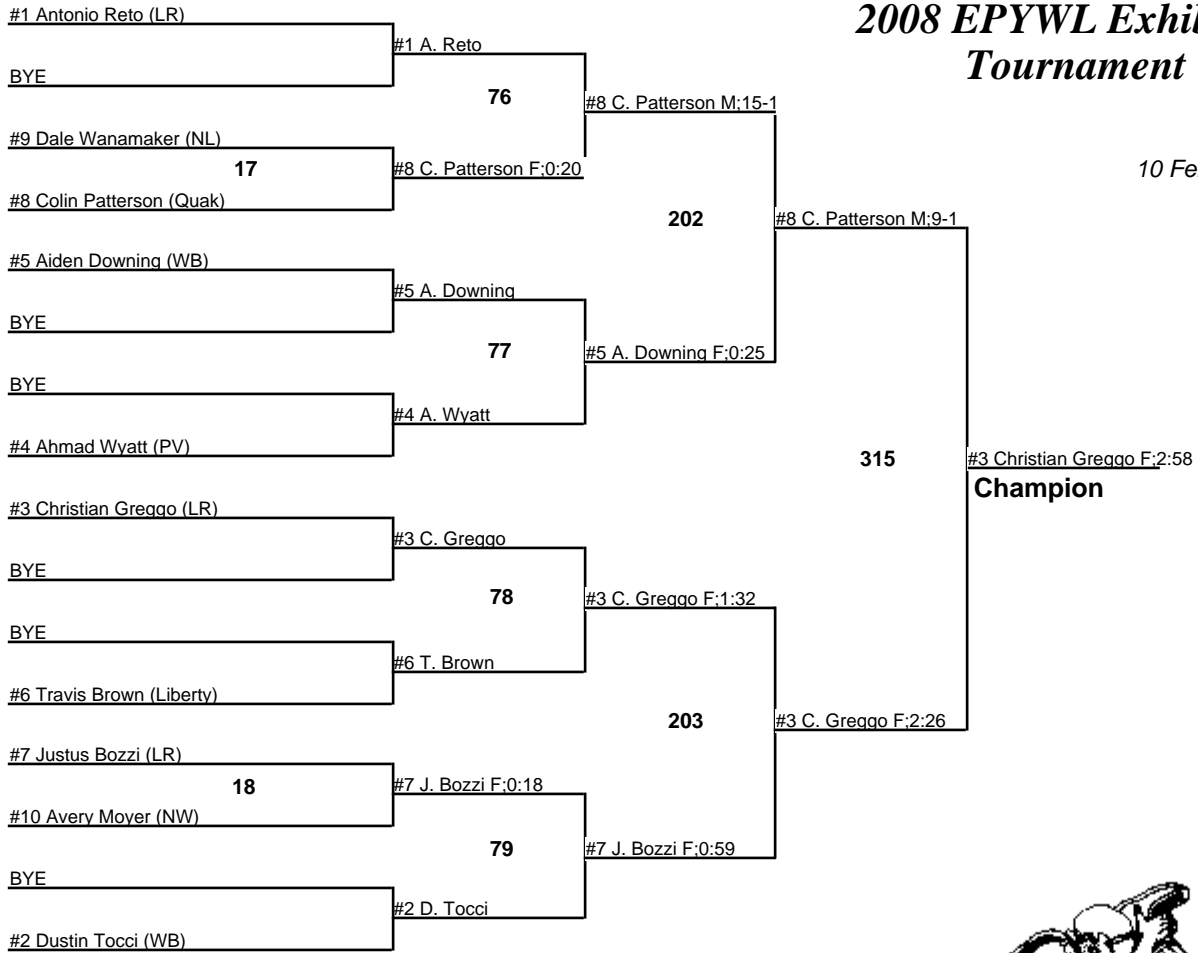 2008 EPYWL Exhib
Tournament
10 Fe
#1 Antonio Reto (LR)
BYE
#9 Dale Wanamaker (NL)
17
#8 Colin Patterson (Quak)
#5 Aiden Downing (WB)
BYE
BYE
#4 Ahmad Wyatt (PV)
#3 Christian Greggo (LR)
BYE
BYE
#6 Travis Brown (Liberty)
#7 Justus Bozzi (LR)
18
#10 Avery Moyer (NW)
BYE
#2 Dustin Tocci (WB)
#1 A. Reto
76
#8 C. Patterson F;0:20
#5 A. Downing
77
#4 A. Wyatt
#3 C. Greggo
78
#6 T. Brown
#7 J. Bozzi F;0:18
79
#2 D. Tocci
#8 C. Patterson M;15-1
202
#5 A. Downing F;0:25
#3 C. Greggo F;1:32
203
#7 J. Bozzi F;0:59
#8 C. Patterson M;9-1
315
#3 C. Greggo F;2:26
#3 Christian Greggo F;2:58
Champion